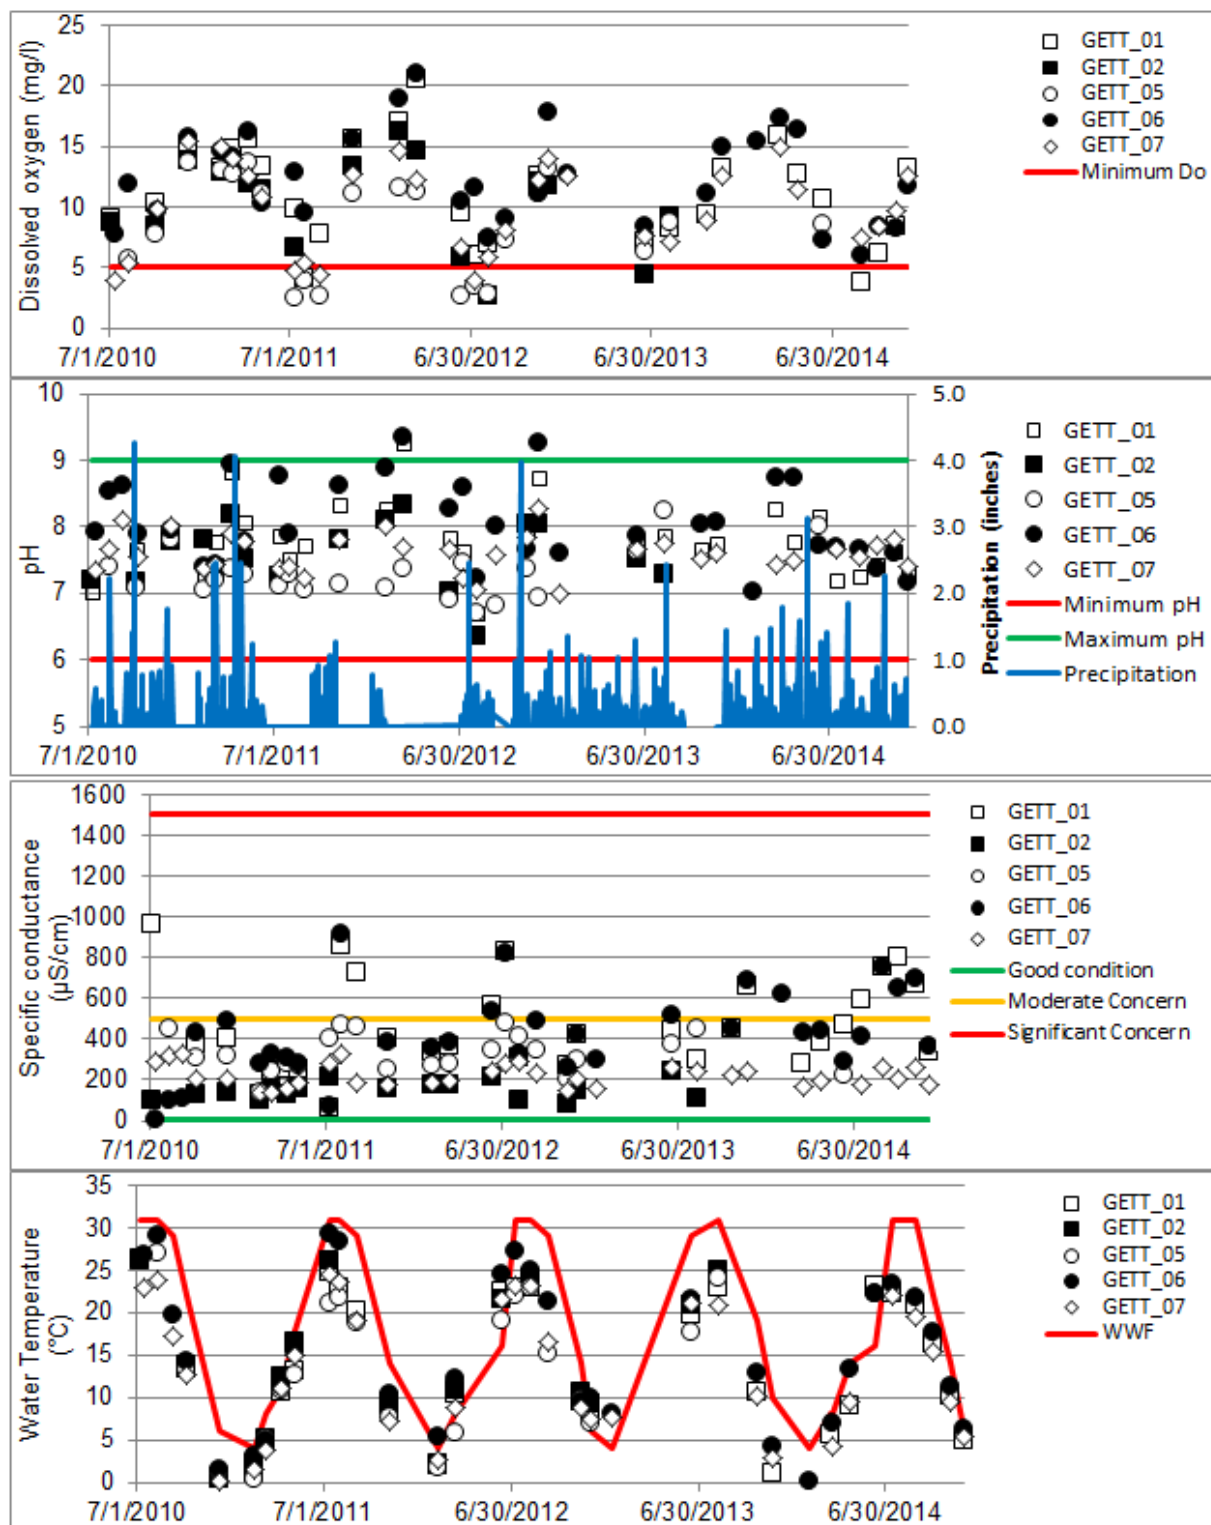 Dissolved oxygen (mg/l)
25
20
15
10
5
0
7/1/2010
7/1/2011
6/30/2012
6/30/2013
6/30/2014
GETT_01
GETT_02
GETT_05
GETT_06
GETT_07
Minimum Do
pH
10
9
8
7
6
5
7/1/2010
7/1/2011
6/30/2012
6/30/2013
6/30/2014
5.0
4.0
3.0
2.0
1.0
0.0
Precipitation (inches)
GETT_01
GETT_02
GETT_05
GETT_06
GETT_07
Minimum pH
Maximum pH
Precipitation
Specific conductance
(µS/cm)
1600
1400
1200
1000
800
600
400
200
0
7/1/2010
7/1/2011
6/30/2012
6/30/2013
6/30/2014
GETT_01
GETT_02
GETT_05
GETT_06
GETT_07
Good condition
Moderate Concern
Significant Concern
Water Temperature
(°C)
35
30
25
20
15
10
5
0
7/1/2010
7/1/2011
6/30/2012
6/30/2013
6/30/2014
GETT_01
GETT_02
GETT_05
GETT_06
GETT_07
WWF